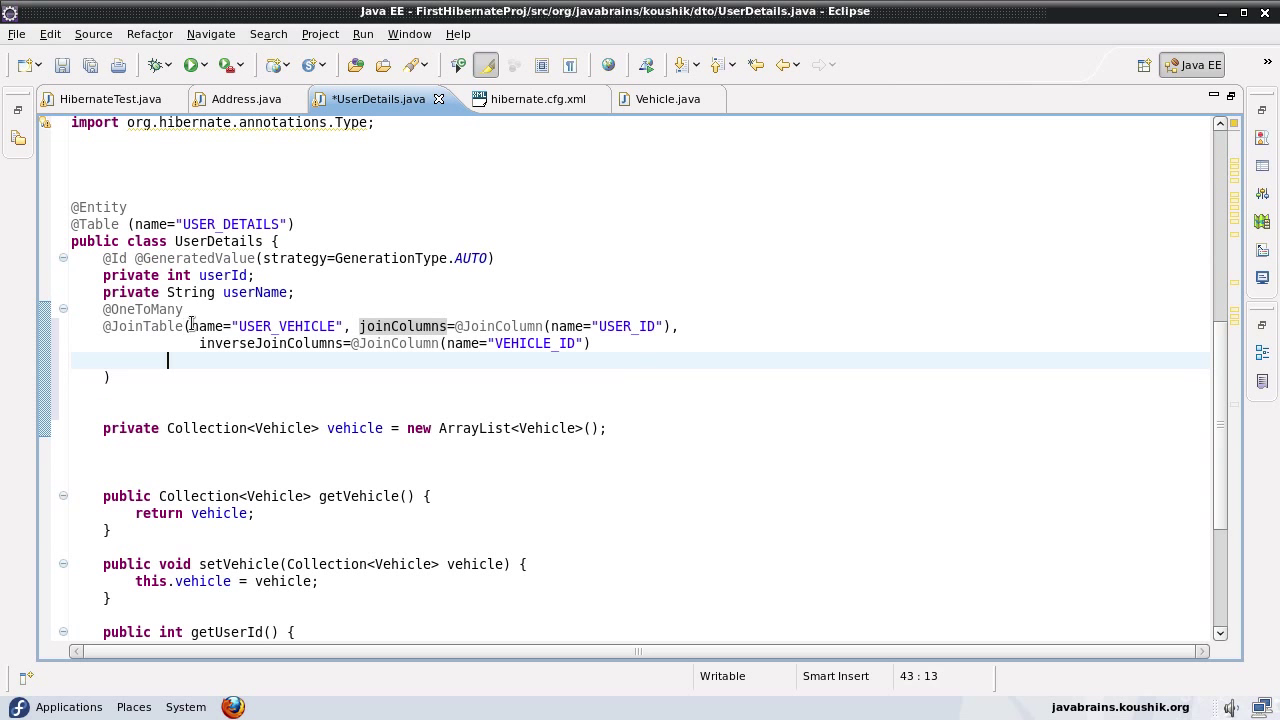 Java EE - FirstHibernateProj/src/org/javabrains/koushik/dto/UserDetails.java - Eclipse
File Edit Source Refactor Navigate Search Project Run Window Help
Java EE »
HibernateTest.java Address.java *UserDetails.java hibernate.cfg.xml Vehicle.java
import org.hibernate.annotations.Type;
@Entity
@Table (name="USER_DETAILS")
public class UserDetails {
@Id @GeneratedValue(strategy=GenerationType.AUTO)
private int userId;
private String userName;
@OneToMany
@JoinTable(name="USER_VEHICLE", joinColumns=@JoinColumn(name="USER_ID"),
inverseJoinColumns=@JoinColumn(name="VEHICLE_ID")
)
private Collection<Vehicle> vehicle = new ArrayList<Vehicle>();
public Collection<Vehicle> getVehicle() {
return vehicle;
}
public void setVehicle(Collection<Vehicle> vehicle) {
this.vehicle = vehicle;
}
public int getUserId() {
Writable Smart Insert 43 : 13
Applications Places System javabrains.koushik.org